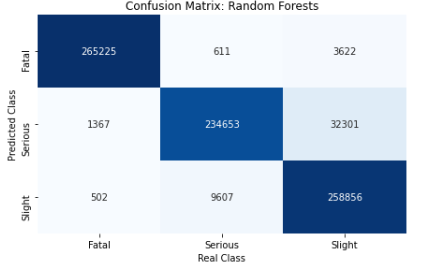 Confusion Matrix: Random Forests
Predicted Class
Fatal
265225 611 3622
Serious
1367 234653 32301
Slight
502 9607 258856
Fatal Serious Slight
Real Class